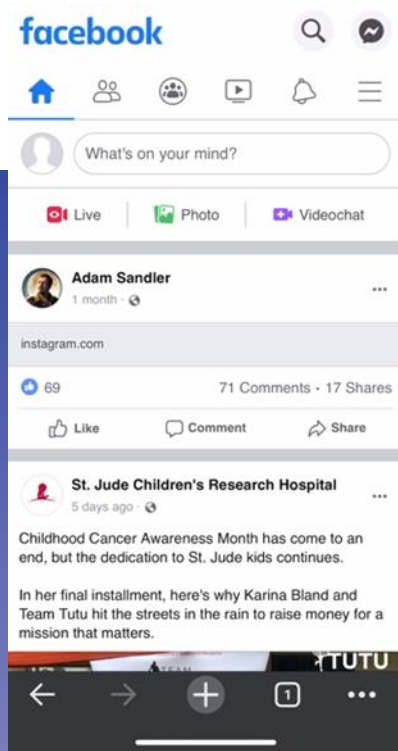 facebook
What's on your mind?
Live
Photo
Videochat
Adam Sandler
1 month ·
instagram.com
69
71 Comments · 17 Shares
Like
Comment
Share
St. Jude Children's Research Hospital
5 days ago ·
Childhood Cancer Awareness Month has come to an
end, but the dedication to St. Jude kids continues.
In her final installment, here's why Karina Bland and
Team Tutu hit the streets in the rain to raise money for a
mission that matters.
TEAM
TUTU
1